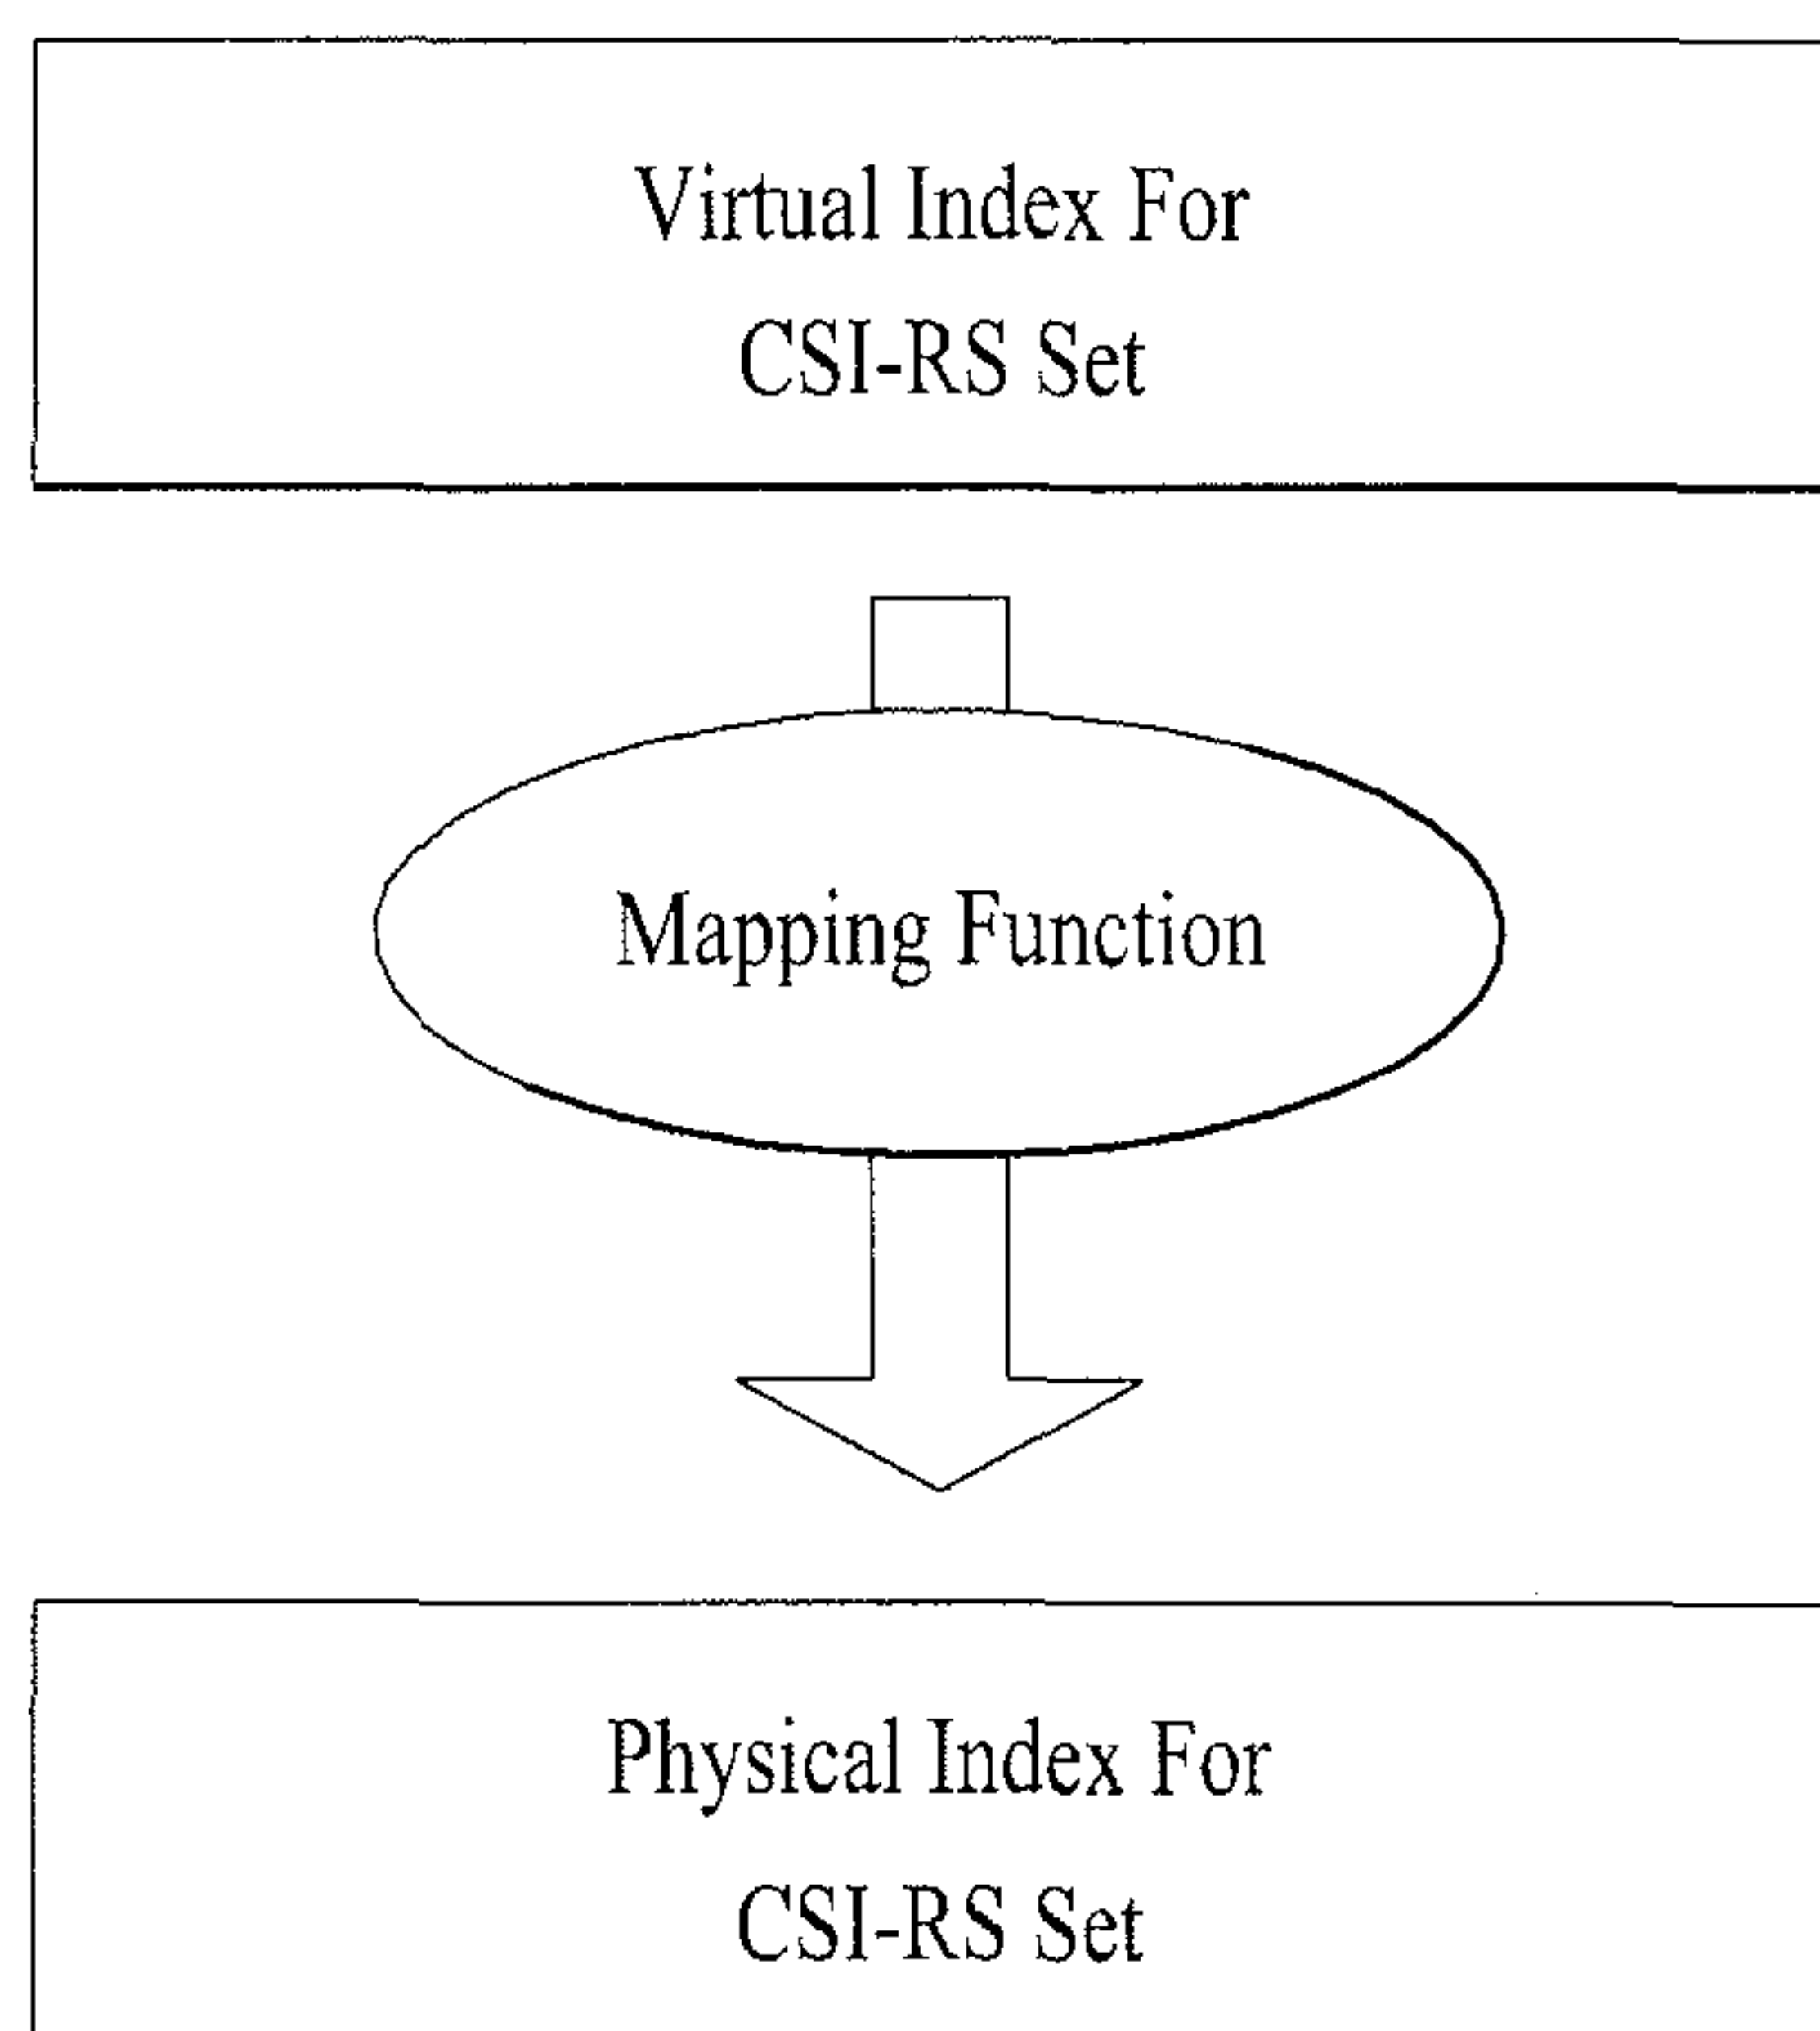 Virtual Index For
CSI-RS Set
Mapping Function
Physical Index For
CSI-RS Set